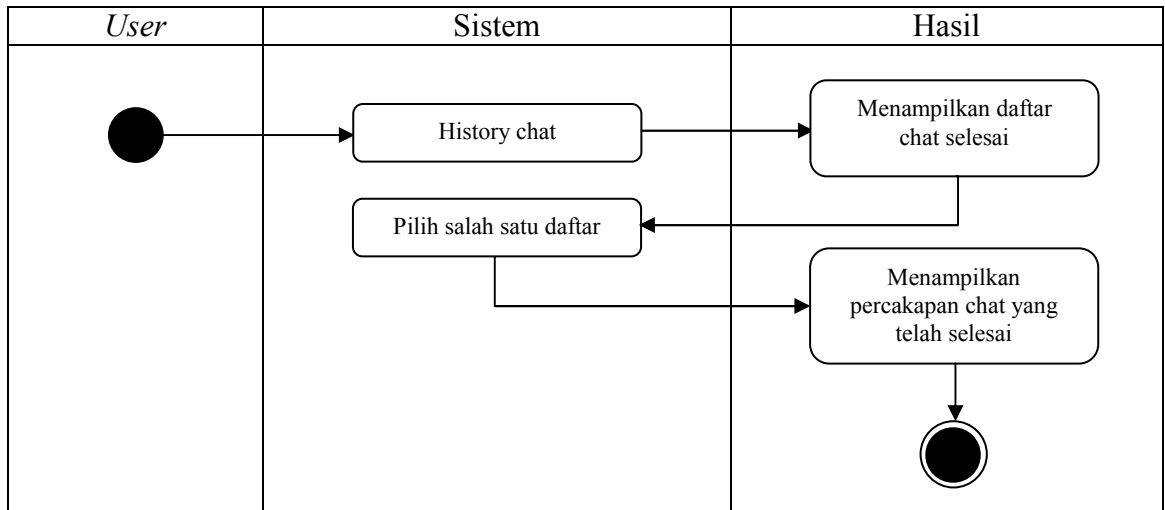 User
Sistem
Hasil
History chat
Menampilkan daftar
chat selesai
Pilih salah satu daftar
Menampilkan
percakapan chat yang
telah selesai